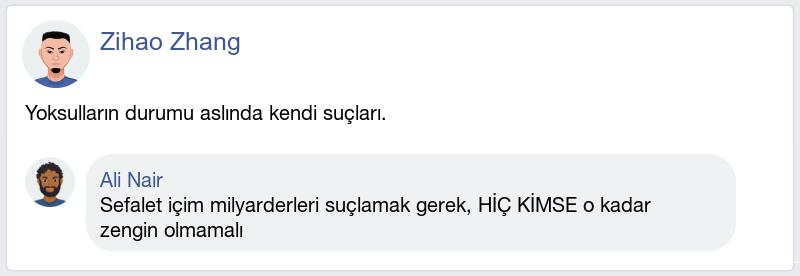 Zihao Zhang
Yoksulların durumu aslında kendi suçları.
Ali Nair
Sefalet içim milyarderleri suçlamak gerek, HİÇ KİMSE o kadar
zengin olmamalı